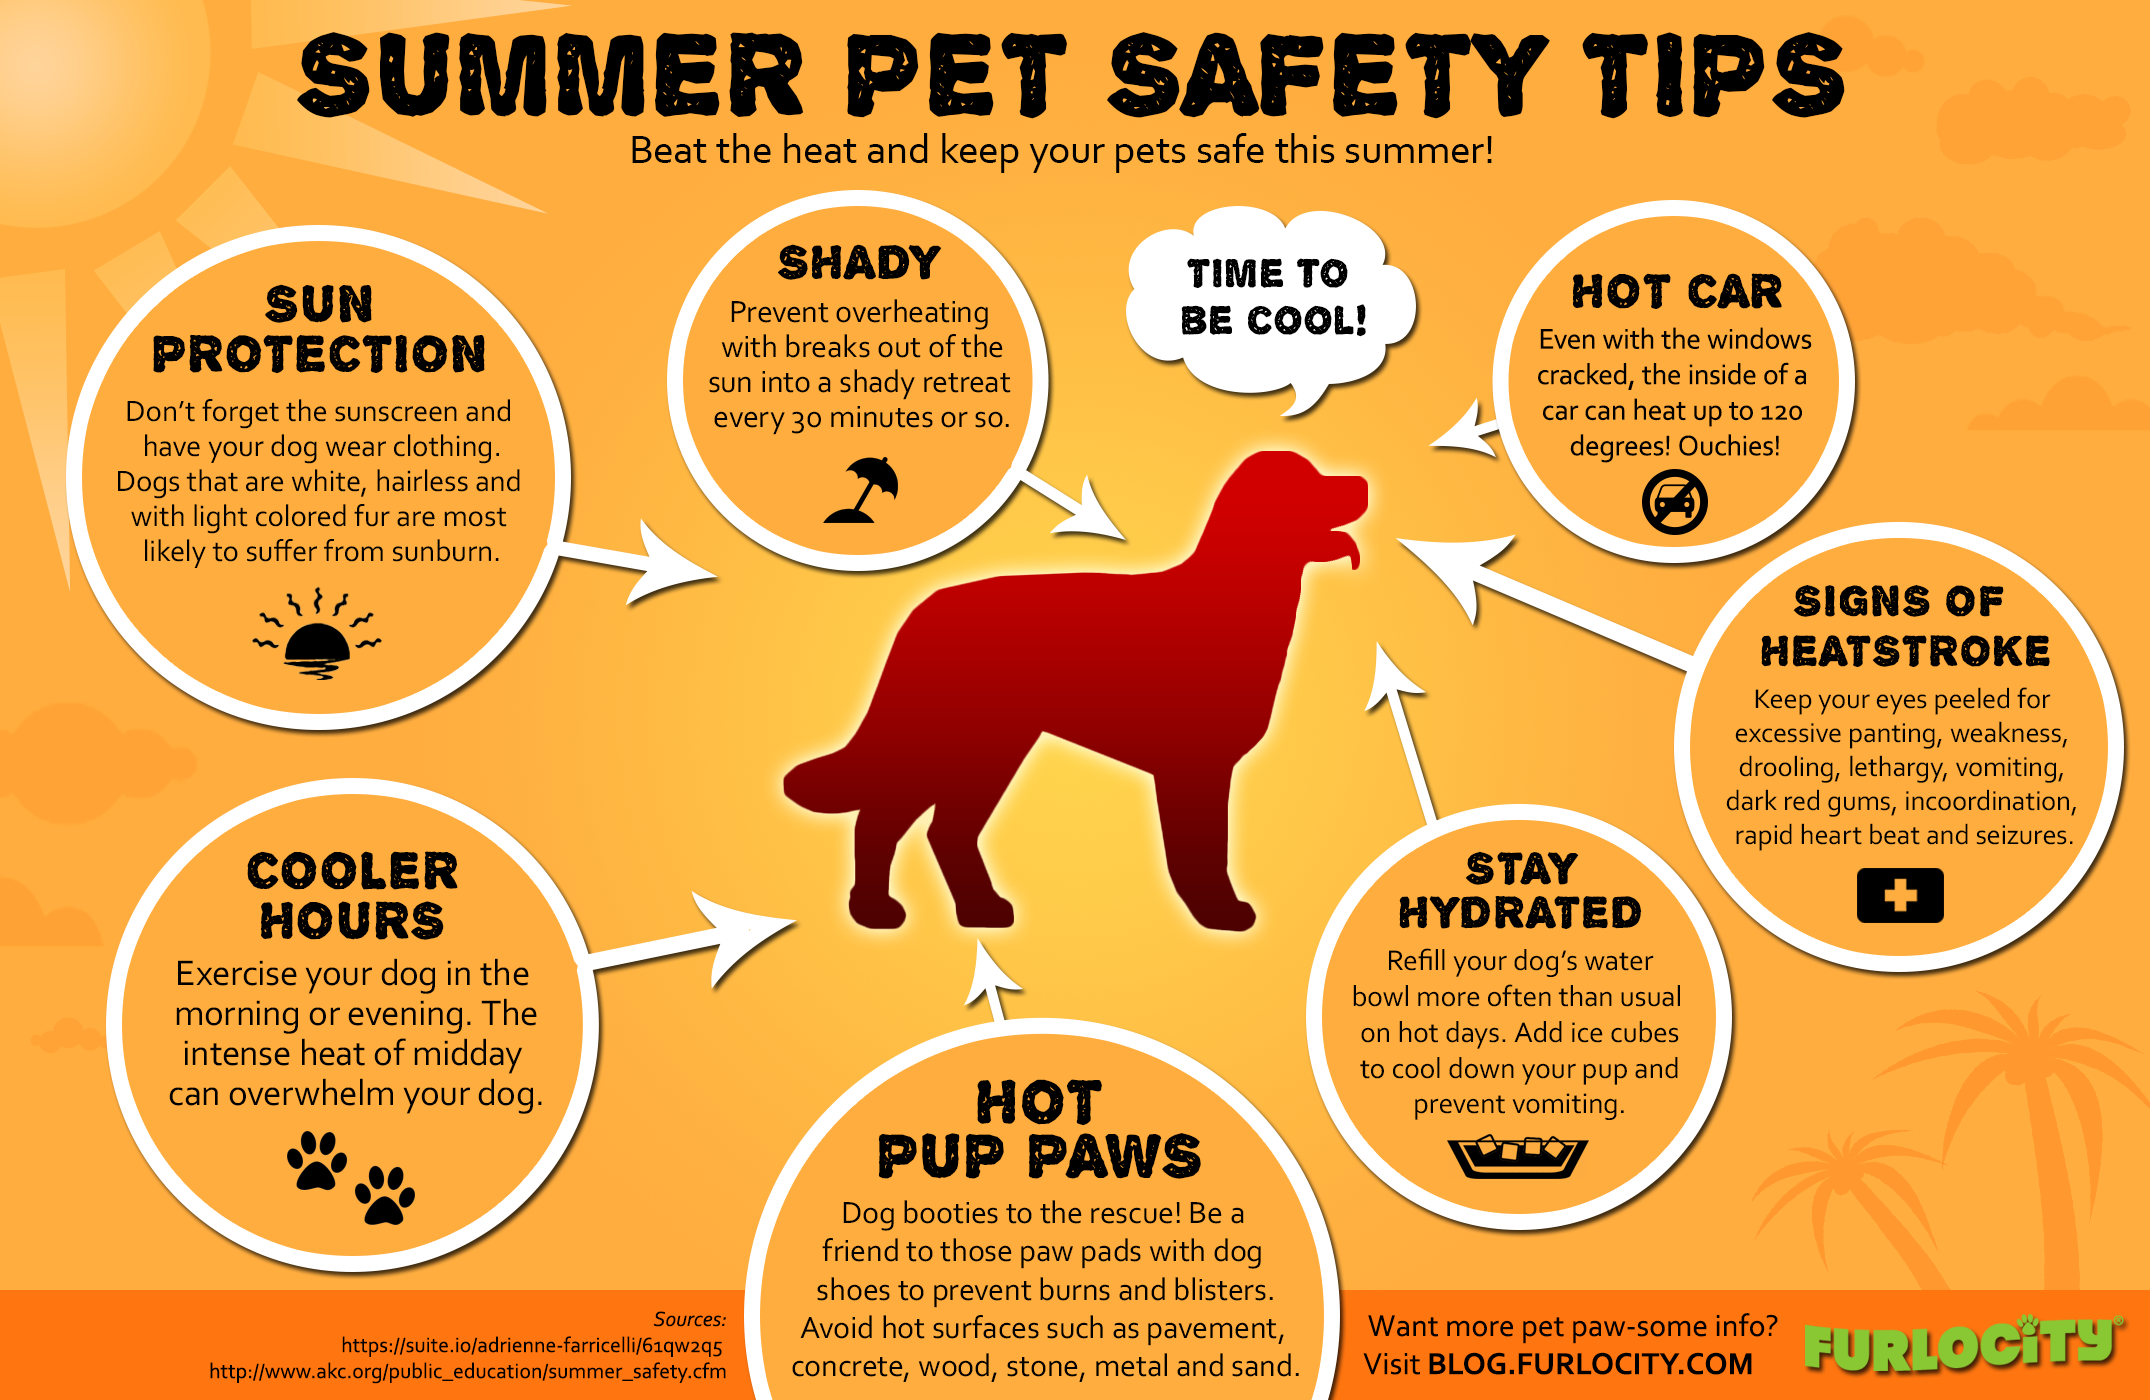 SUMMER PET SAFETY TIPS
Beat the heat and keep your pets safe this summer!
SUN
PROTECTION
Don't forget the sunscreen and
have your dog wear clothing.
Dogs that are white, hairless and
with light colored fur are most
likely to suffer from sunburn.
SHADY
Prevent overheating
with breaks out of the
sun into a shady retreat
every 30 minutes or so.
TIME TO
BE COOL!
HOT CAR
Even with the windows
cracked, the inside of a
car can heat up to 120
degrees! Ouchies!
SIGNS OF
HEATSTROKE
Keep your eyes peeled for
excessive panting, weakness,
drooling, lethargy, vomiting,
dark red gums, incoordination,
rapid heart beat and seizures.
COOLER
HOURS
Exercise your dog in the
morning or evening. The
intense heat of midday
can overwhelm your dog.
HOT
PUP PAWS
Dog booties to the rescue! Be a
friend to those paw pads with dog
shoes to prevent burns and blisters.
Avoid hot surfaces such as pavement,
concrete, wood, stone, metal and sand.
STAY
HYDRATED
Refill your dog's water
bowl more often than usual
on hot days. Add ice cubes
to cool down your pup and
prevent vomiting.
Sources:
https://suite.io/adrienne-farricelli/61qw2q5
http://www.akc.org/public_education/summer_safety.cfm
Want more pet paw-some info?
Visit BLOG.FURLOCITY.COM
FURLOCITY®